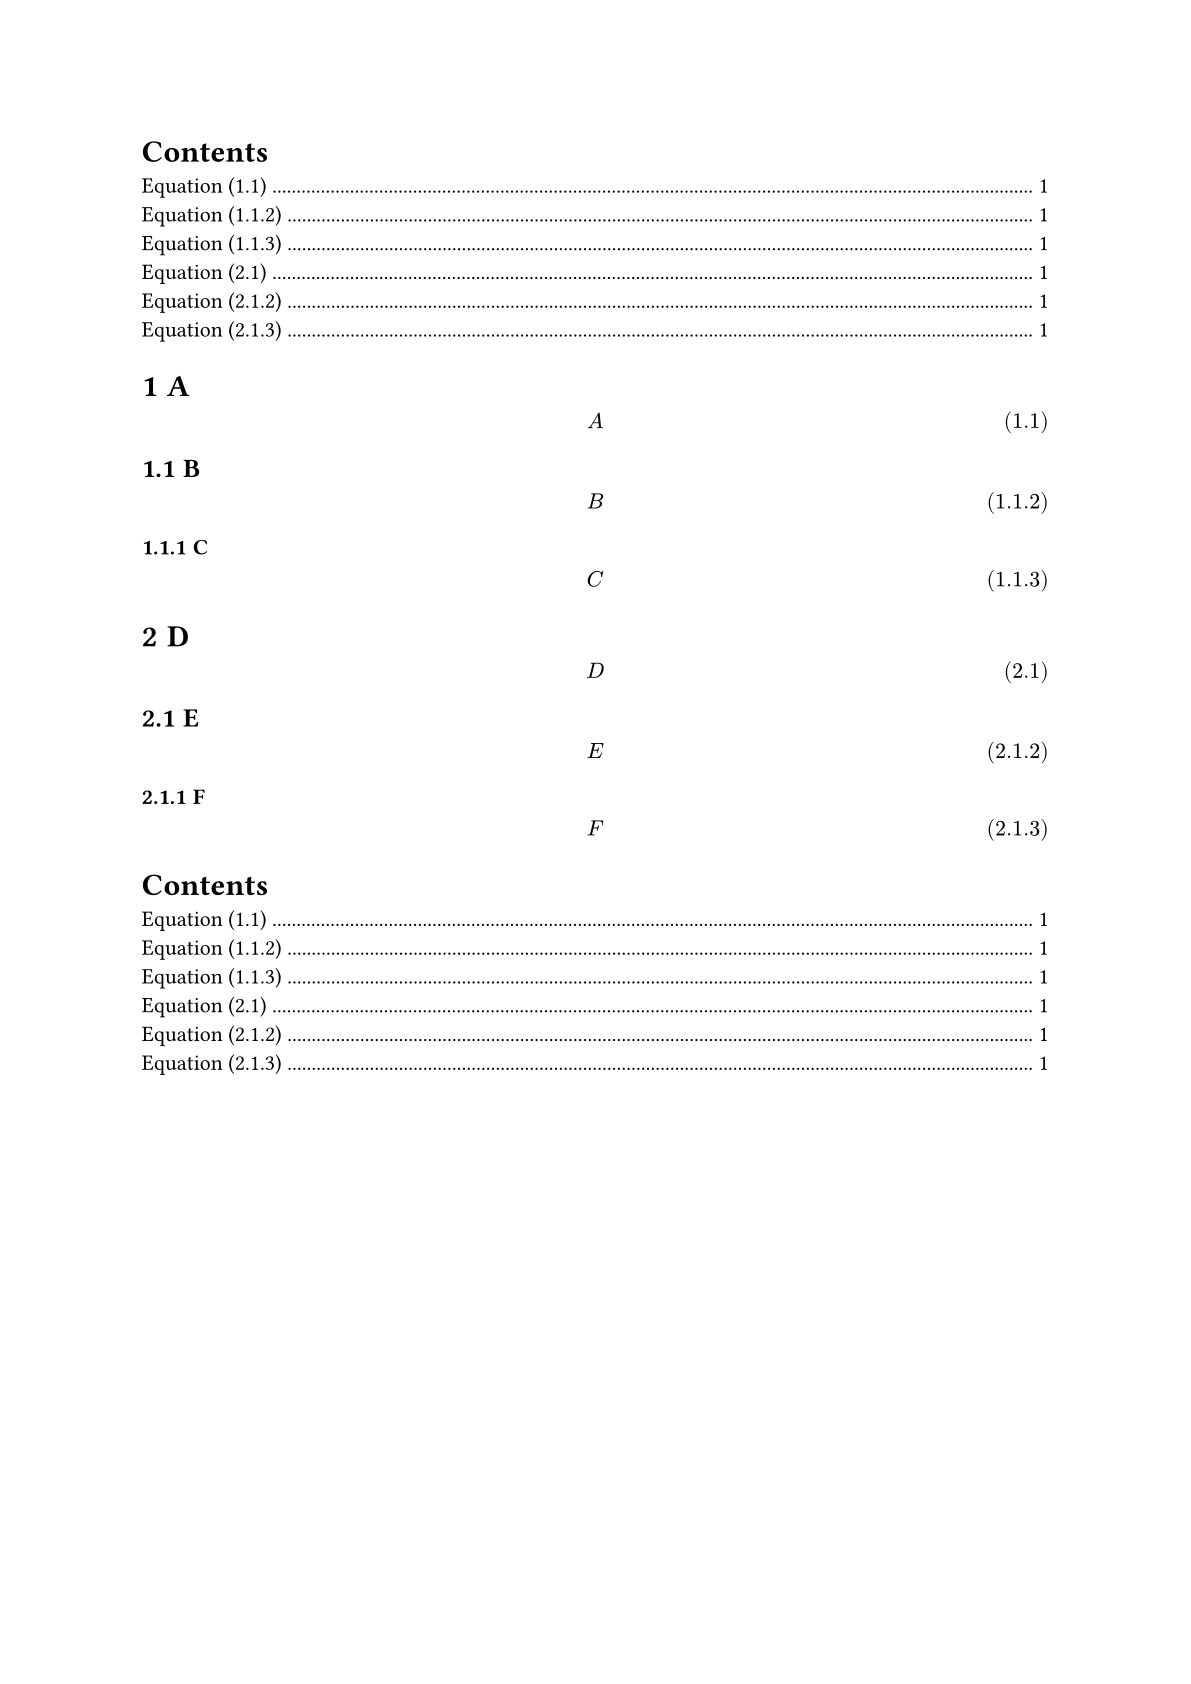 Contents
Equation (1.1) ........ 1
Equation (1.1.2) ........ 1
Equation (1.1.3) ........ 1
Equation (2.1) ........ 1
Equation (2.1.2) ........ 1
Equation (2.1.3) ........ 1
1 A
A (1.1)
1.1 B
B (1.1.2)
1.1.1 C
C (1.1.3)
2 D
D (2.1)
2.1 E
E (2.1.2)
2.1.1 F
F (2.1.3)
Contents
Equation (1.1) ........ 1
Equation (1.1.2) ........ 1
Equation (1.1.3) ........ 1
Equation (2.1) ........ 1
Equation (2.1.2) ........ 1
Equation (2.1.3) ........ 1